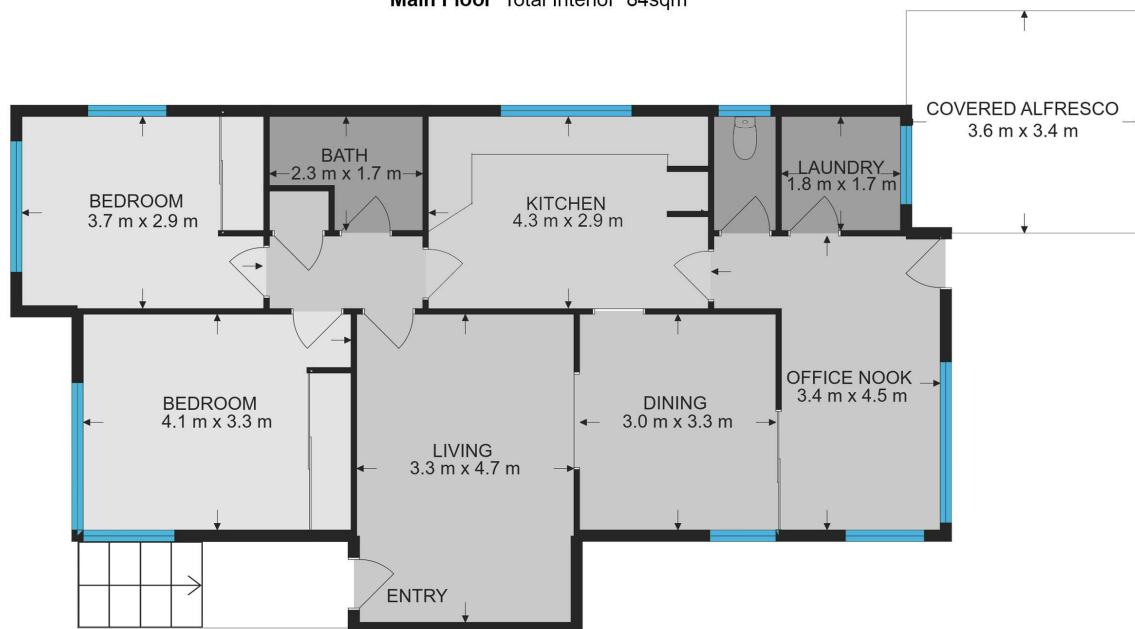 Main Floor Total Interior 84sqm
COVERED ALFRESCO
3.6 m x 3.4 m
BATH
2.3 m x 1.7 m
LAUNDRY
1.8 m x 1.7 m
BEDROOM
3.7 m x 2.9 m
KITCHEN
4.3 m x 2.9 m
OFFICE NOOK
3.4 m x 4.5 m
BEDROOM
4.1 m x 3.3 m
DINING
3.0 m x 3.3 m
LIVING
3.3 m x 4.7 m
ENTRY